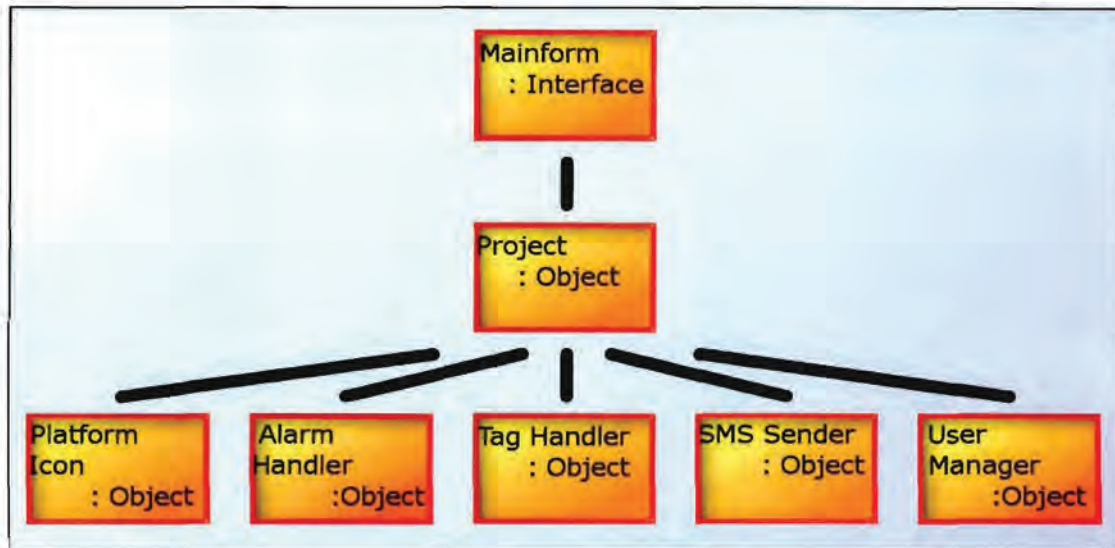 Mainform
: Interface
Project
: Object
Platform
Icon
: Object
Alarm
Handler
:Object
Tag Handler
: Object
SMS Sender
: Object
User
Manager
:Object